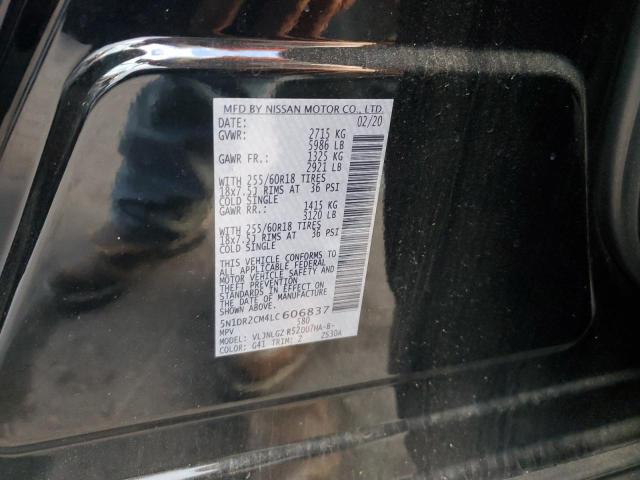 MFD BY NISSAN MOTOR CO., LTD.
DATE: 02/20
GVWR: 2715 KG
5986 LB
GAWR FR.: 1325 KG
2921 LB
WITH 255/60R18 TIRES
18x7.5J RIMS AT 36 PSI
COLD SINGLE
GAWR RR.: 1415 KG
3120 LB
WITH 255/60R18 TIRES
18x7.5J RIMS AT 36 PSI
COLD SINGLE
THIS VEHICLE CONFORMS TO
ALL APPLICABLE FEDERAL
MOTOR VEHICLE SAFETY AND
THEFT PREVENTION
STANDARDS IN EFFECT ON
THE DATE OF MANUFACTURE
SHOWN ABOVE.
5N1DR2CM4LC606837
MPV 580
MODEL: VLJNLGZ R52DU7HA-B-
COLOR: G41 TRIM: Z ZS30A